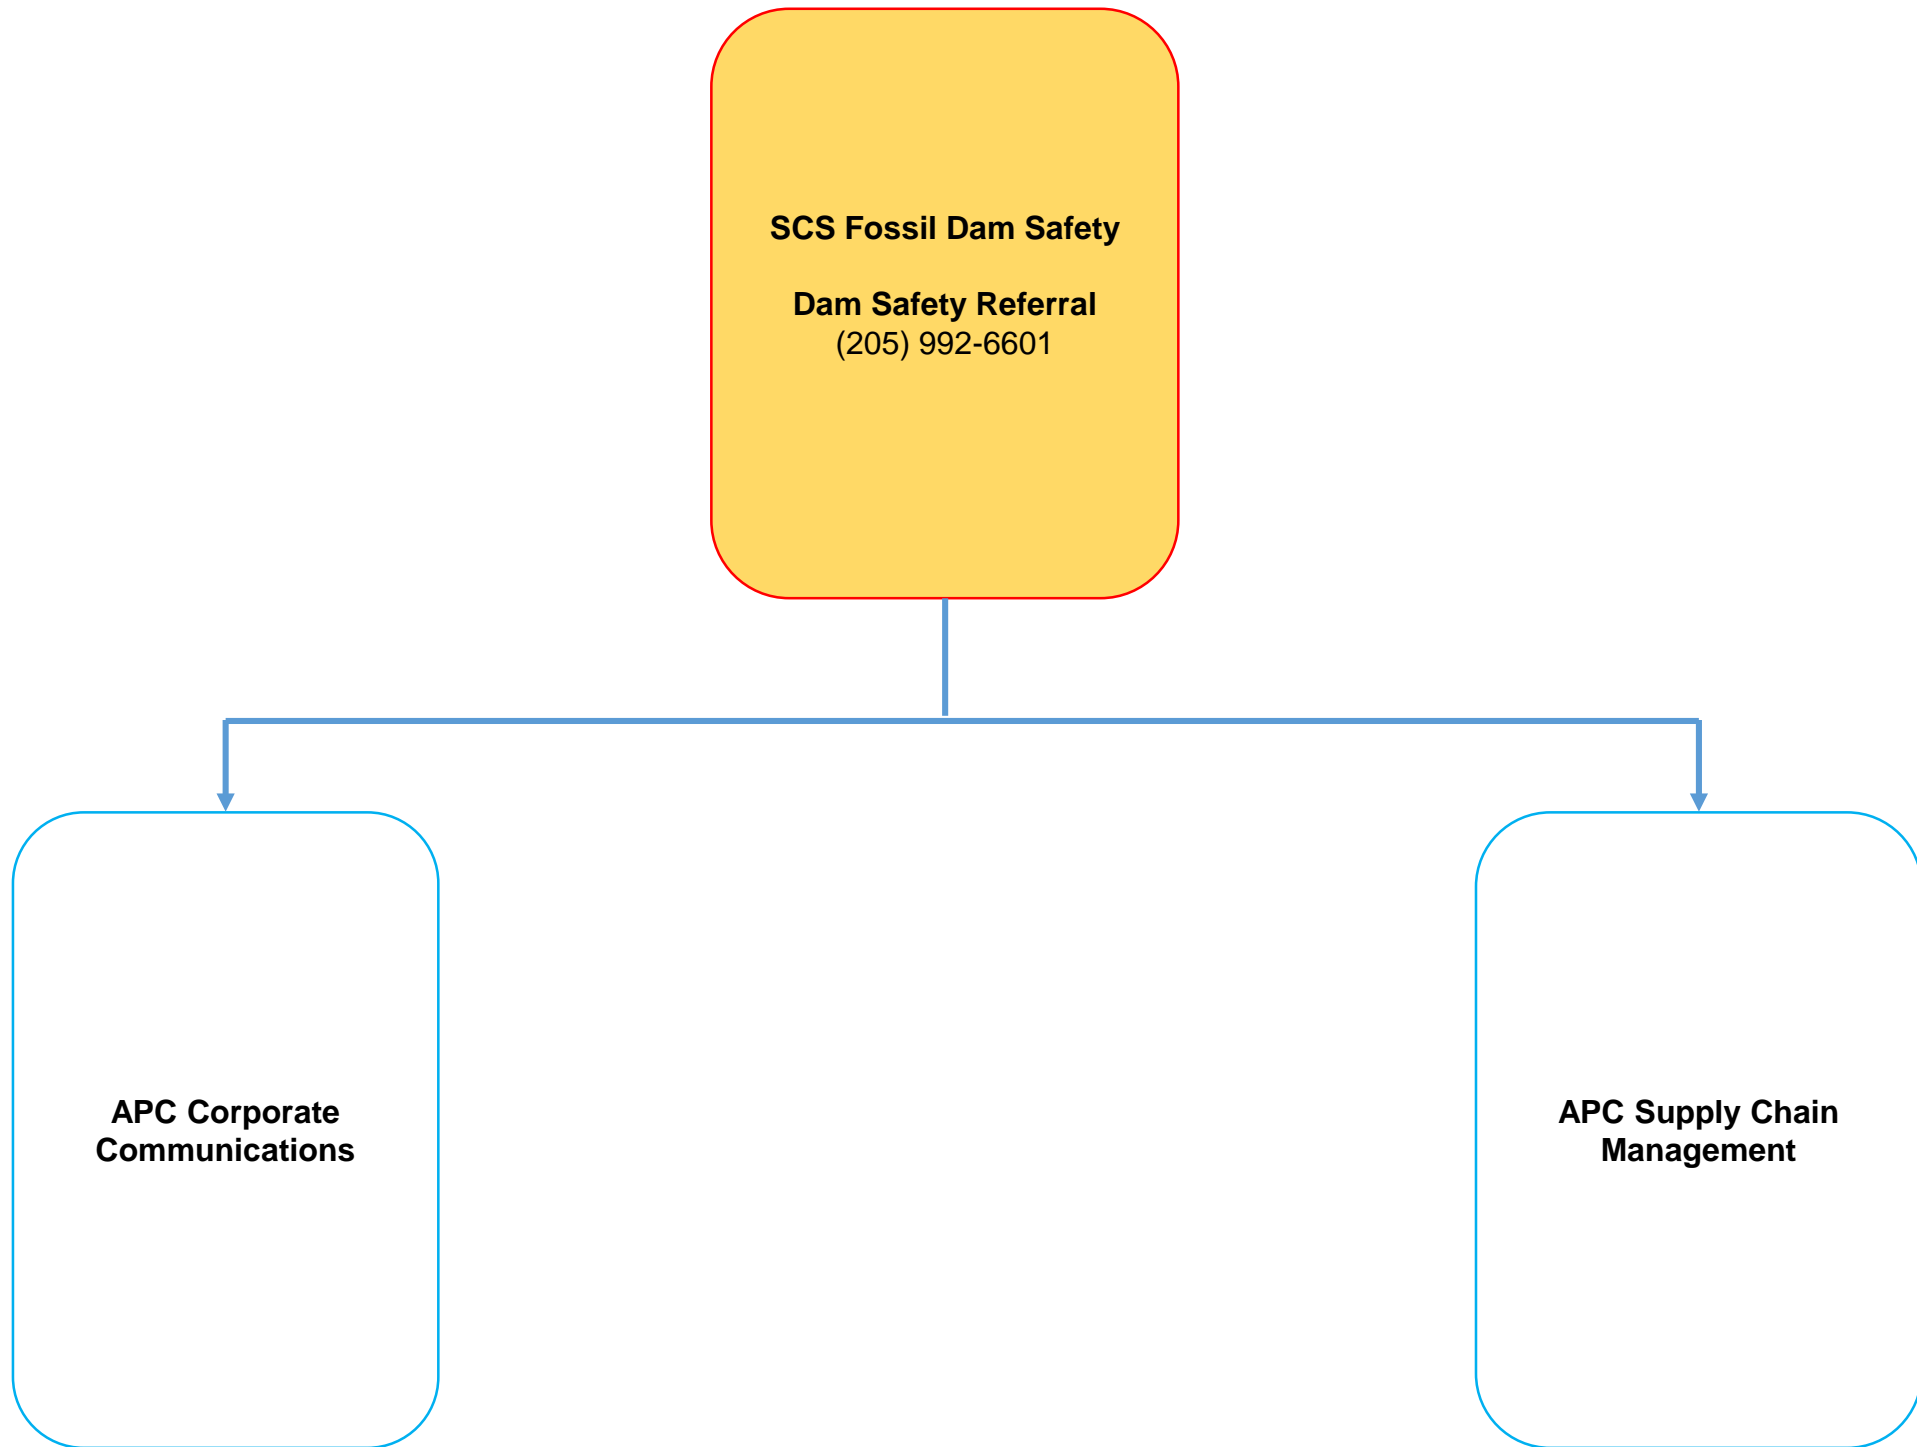 SCS Fossil Dam Safety
Dam Safety Referral
(205) 992-6601
APC Corporate
Communications
APC Supply Chain
Management